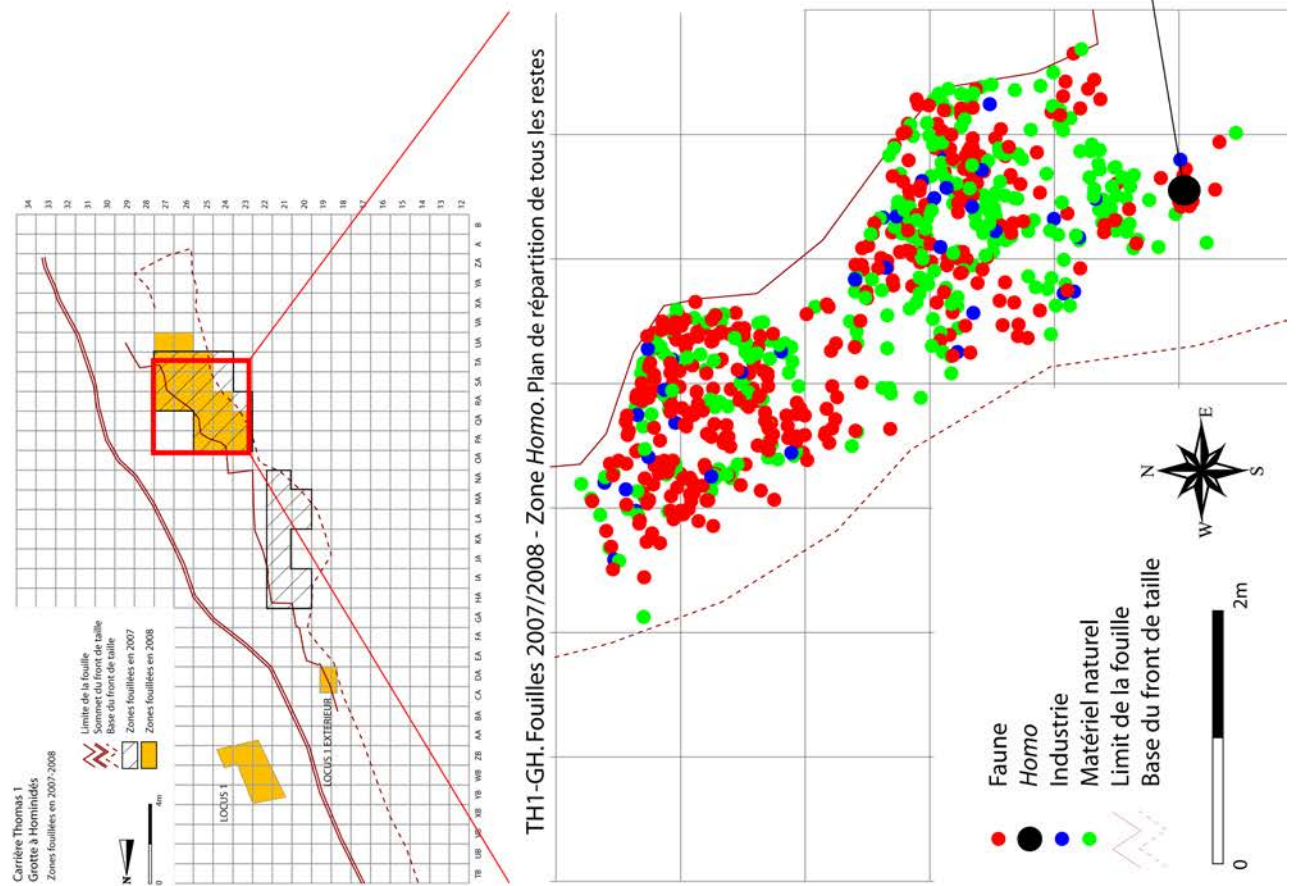 Carrière Thomas 1
Grotte à Hominidés
Zones fouillées en 2007-2008
N
0 4m
Limite de la fouille
Sommet du front de taille
Base du front de taille
Zones fouillées en 2007
Zones fouillées en 2008
LOCUS 1
LOCUS 1 EXTERIEUR
34 33 32 31 30 29 28 27 26 25 24 23 22 21 20 19 18 17 16 15 14 13 12
TB UB VB XB YB WB ZB AA BA CA DA EA FA GA HA IA JA KA LA MA NA OA PA QA RA SA TA UA VA XA YA ZA A B
TH1-GH. Fouilles 2007/2008 - Zone Homo. Plan de répartition de tous les restes
Faune
Homo
Industrie
Matériel naturel
Limit de la fouille
Base du front de taille
N
W E
S
0 2m